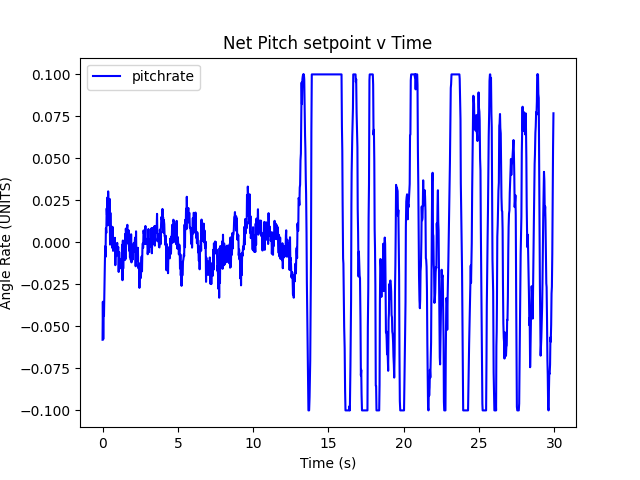 Net Pitch setpoint v Time
pitchrate
0.100
0.075
0.050
0.025
0.000
−0.025
−0.050
−0.075
−0.100
Angle Rate (UNITS)
0 5 10 15 20 25 30
Time (s)